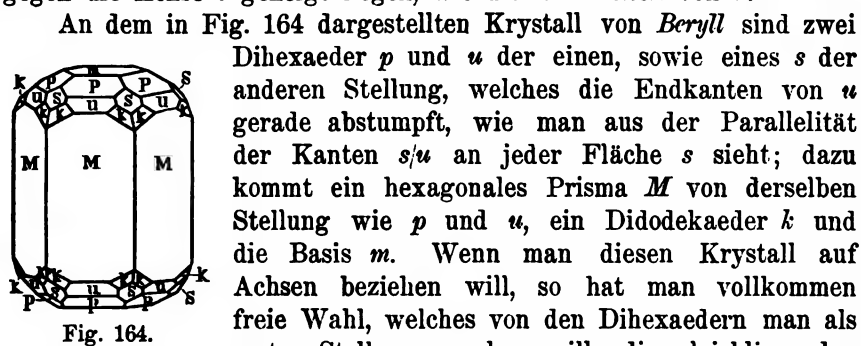 An dem in Fig. 164 dargestellten Krystall von Beryll sind zwei
Dihexaeder p und u der einen, sowie eines s der
anderen Stellung, welches die Endkanten von u
gerade abstumpft, wie man aus der Parallelität
der Kanten s/u an jeder Fläche s sieht; dazu
kommt ein hexagonales Prisma M von derselben
Stellung wie p und u, ein Didodekaeder k und
die Basis m. Wenn man diesen Krystall auf
Achsen beziehen will, so hat man vollkommen
freie Wahl, welches von den Dihexaedern man als
m
k p P P s
u s u s u
k k k k
M M M
k k k k k
u s u s
p p s
Fig. 164.